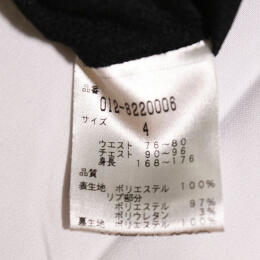 品番
012-8220006
サイズ
4
ウエスト 76~80
チェスト 90~96
身長 168~176
品質
表生地 ポリエステル 100%
リブ部分
ポリエステル 97%
ポリウレタン 3%
裏生地 ポリエステル 100%